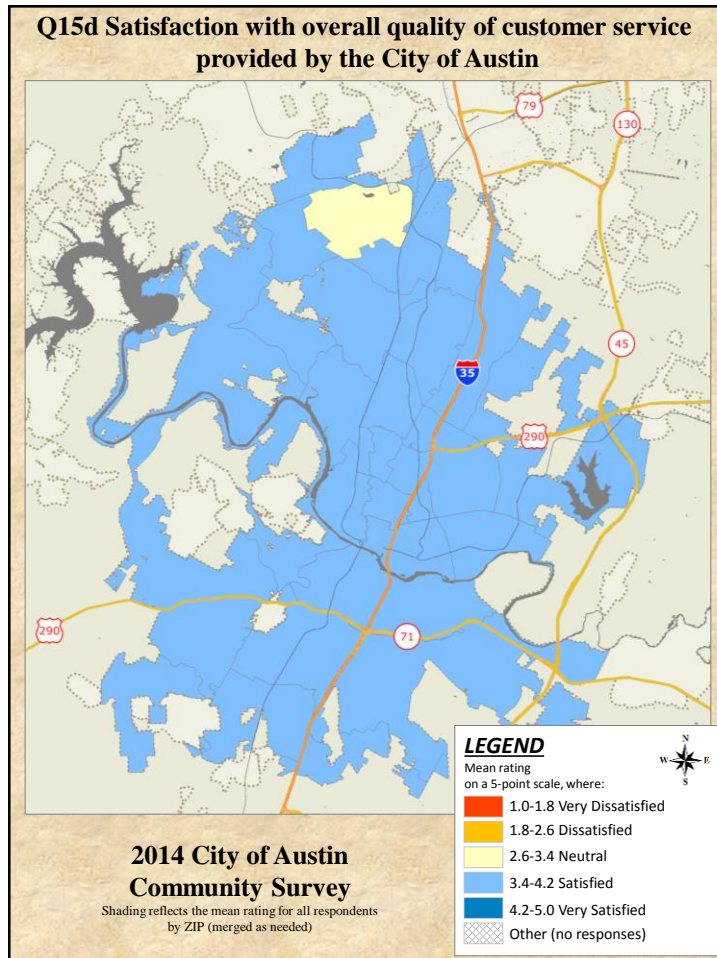 Q15d Satisfaction with overall quality of customer service
provided by the City of Austin
79
130
45
35
290
290
71
LEGEND
Mean rating
on a 5-point scale, where:
N
W E
S
1.0-1.8 Very Dissatisfied
1.8-2.6 Dissatisfied
2.6-3.4 Neutral
3.4-4.2 Satisfied
4.2-5.0 Very Satisfied
Other (no responses)
2014 City of Austin
Community Survey
Shading reflects the mean rating for all respondents
by ZIP (merged as needed)